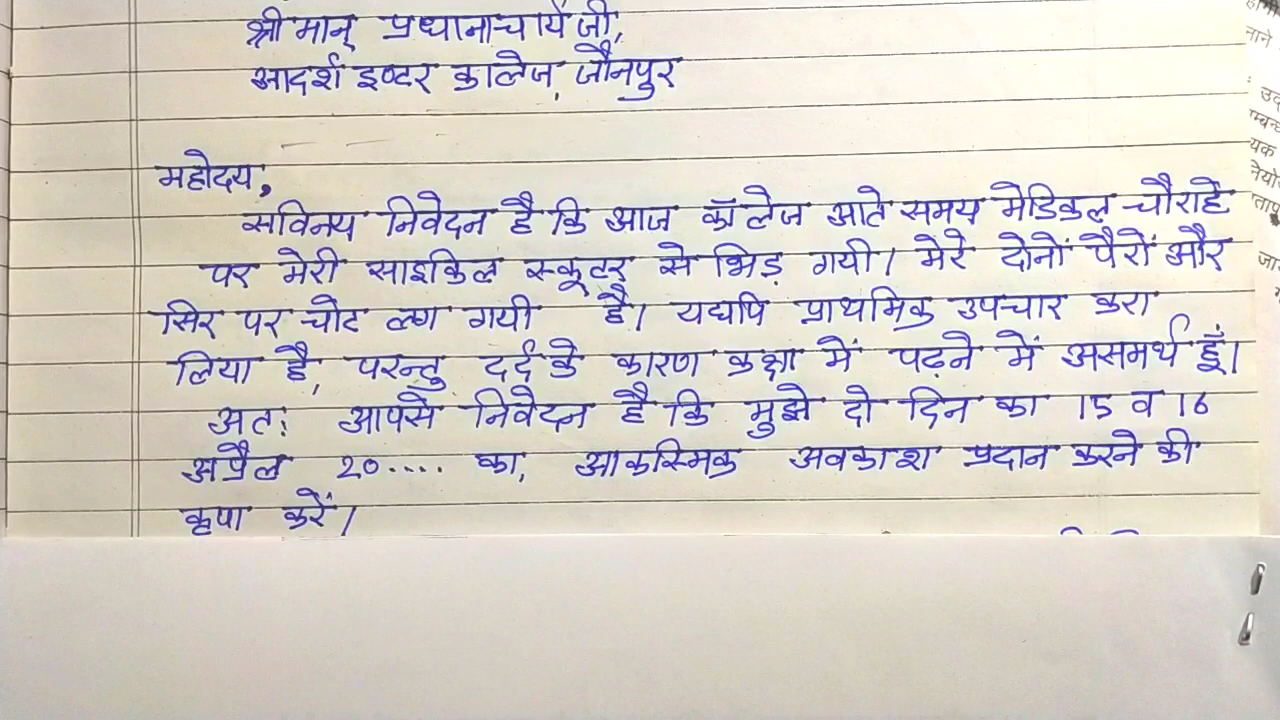 श्रीमान् प्रधानाचार्य जी,
आदर्श इण्टर कालेज, जौनपुर
महोदय,
सविनय निवेदन है कि आज कॉलेज आते समय मेडिकल चौराहे
पर मेरी साइकिल स्कूटर से भिड़ गयी। मेरे दोनों पैरों और
सिर पर चोट लग गयी है। यद्यपि प्राथमिक उपचार करा
लिया है, परन्तु दर्द के कारण कक्षा में पढ़ने में असमर्थ हूँ।
अतः आपसे निवेदन है कि मुझे दो दिन का 15 व 16
अप्रैल 20.... का, आकस्मिक अवकाश प्रदान करने की
कृपा करें।
नाने
यक